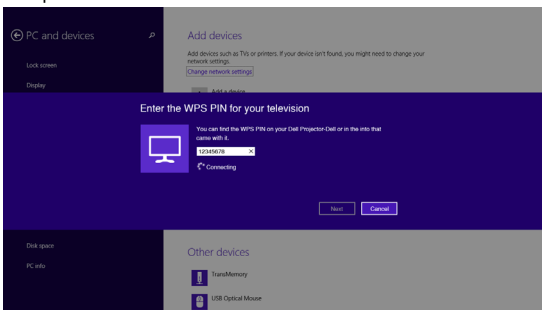 PC and devices
Lock screen
Display
Add devices
Add devices such as TVs or printers. If your device isn't found, you might need to change your
network settings.
Change network settings
Add a device
Enter the WPS PIN for your television
You can find the WPS PIN on your Dell Projector-Dell or in the info that
came with it.
12345678
Connecting
Next
Cancel
Disk space
PC info
Other devices
TransMemory
USB Optical Mouse